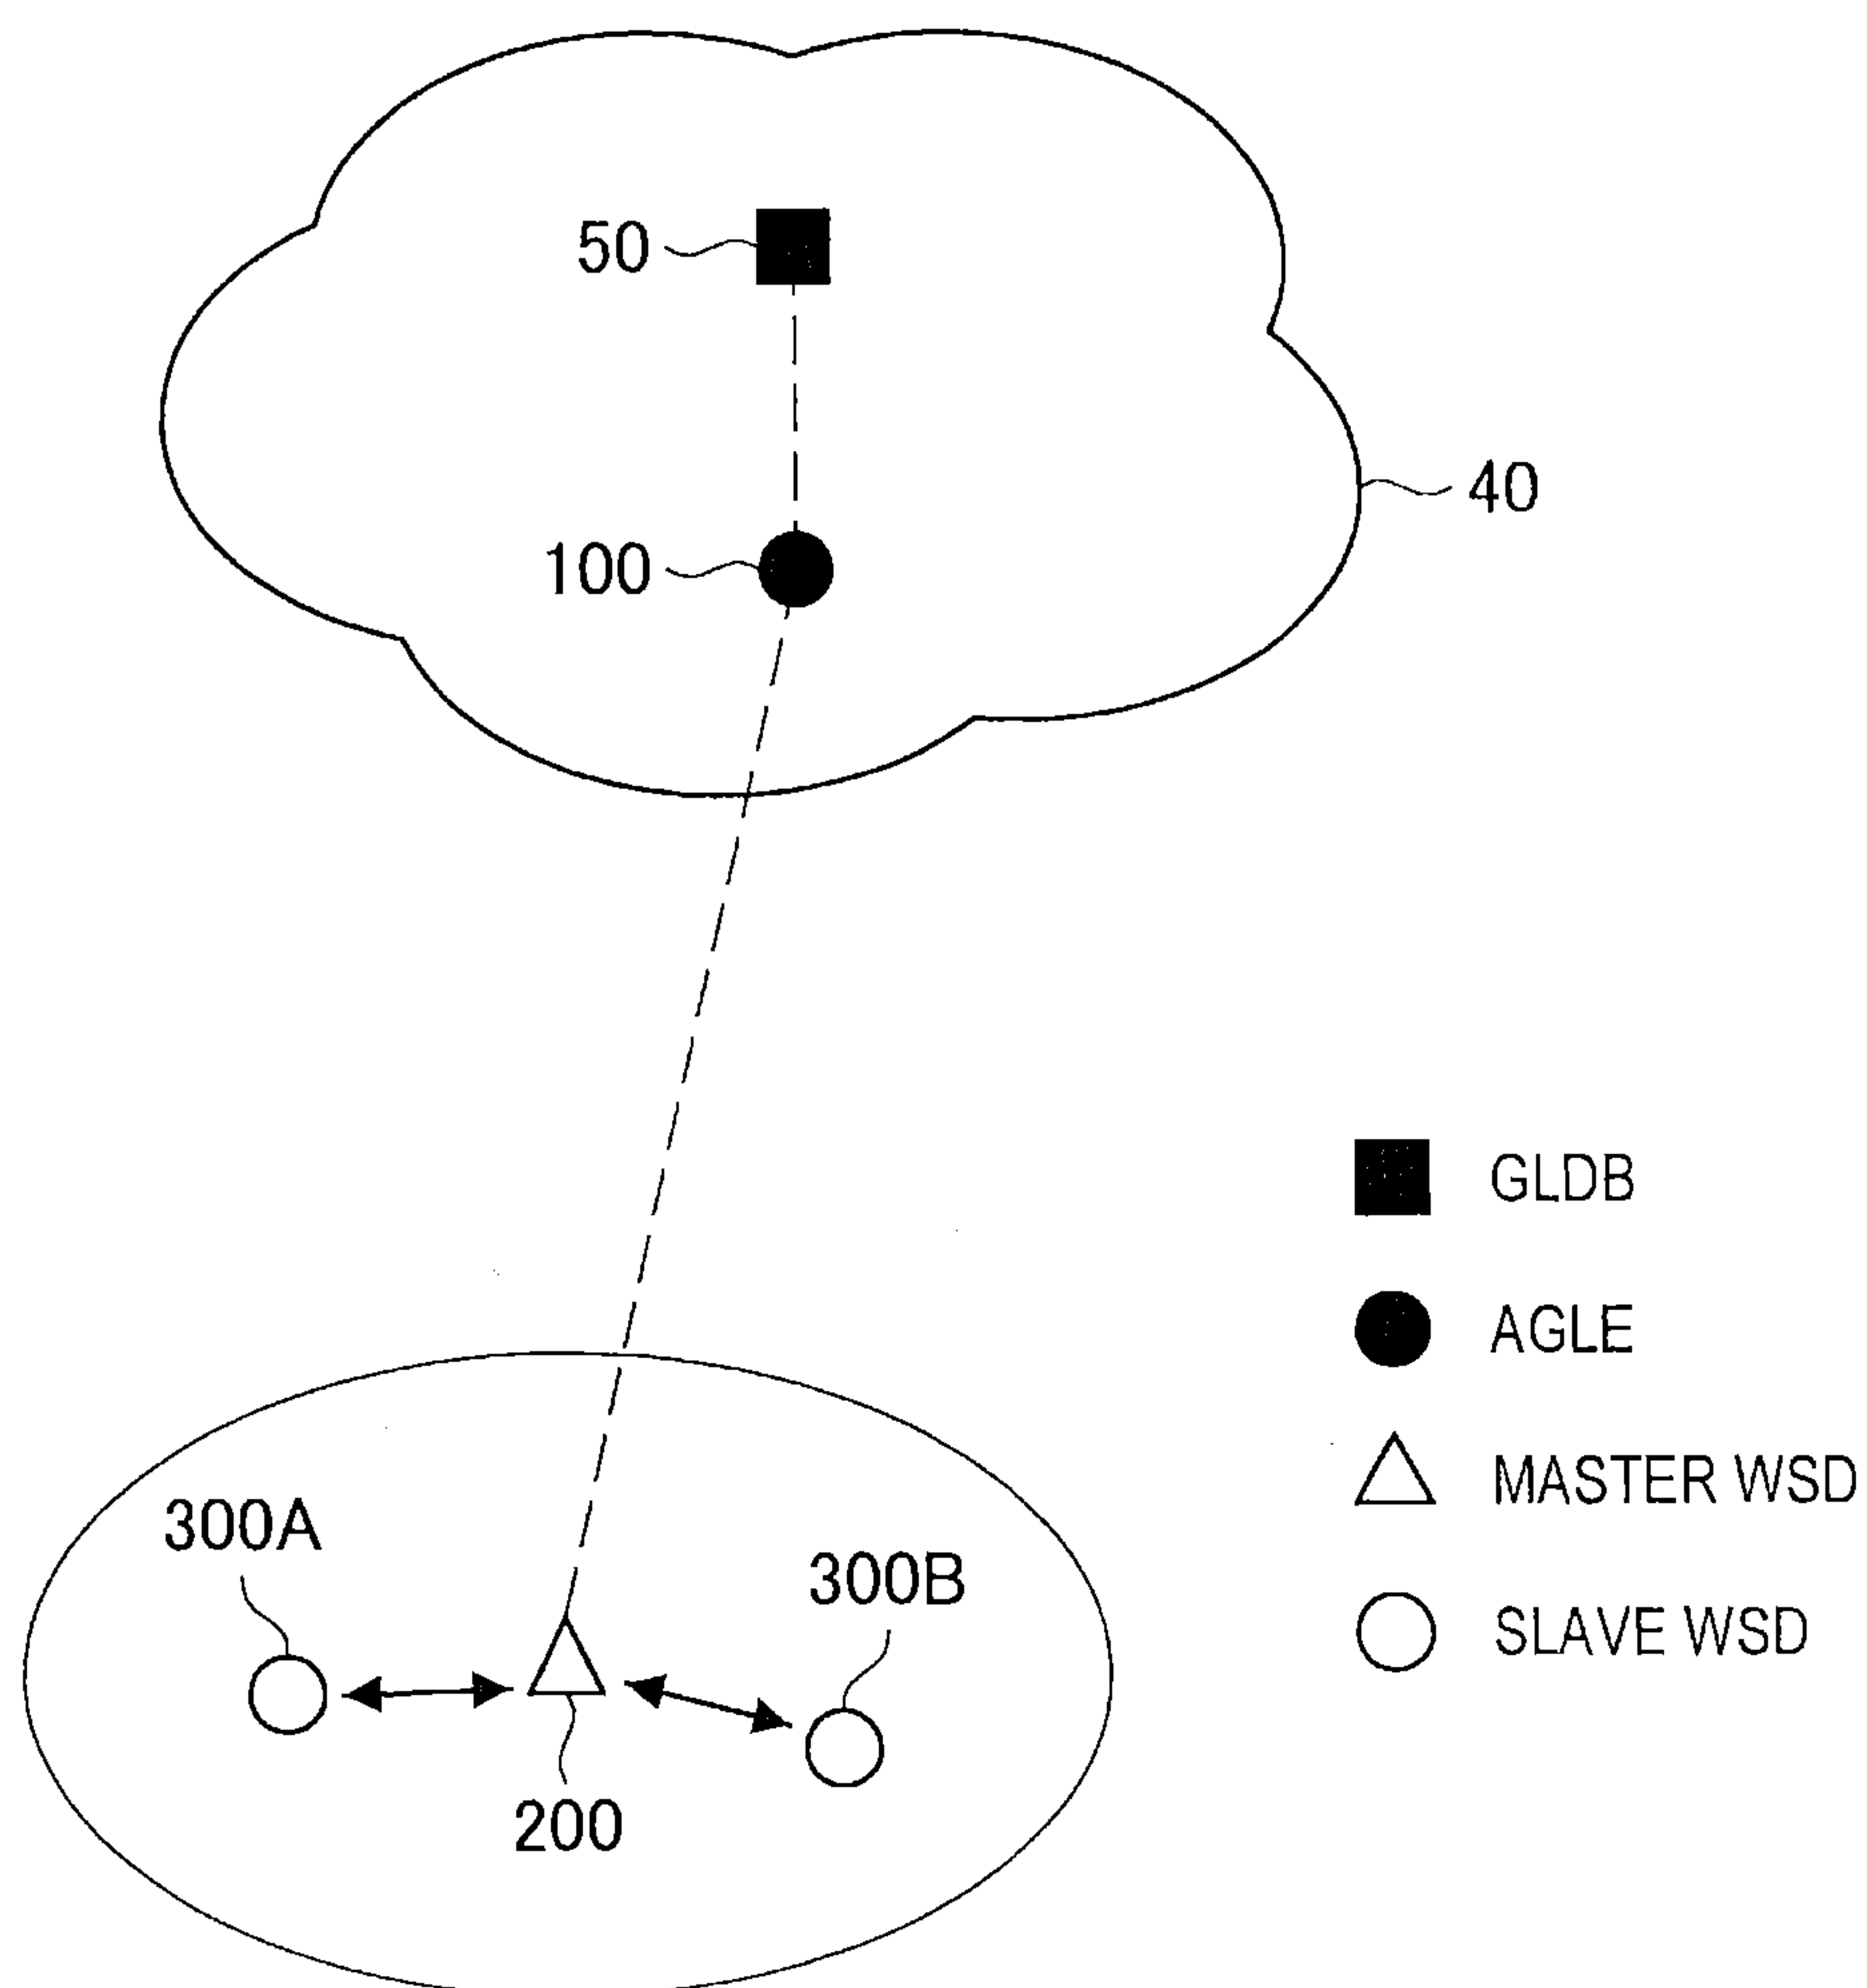 50
40
100
GLDB
AGLE
MASTER WSD
300A
300B
SLAVE WSD
200